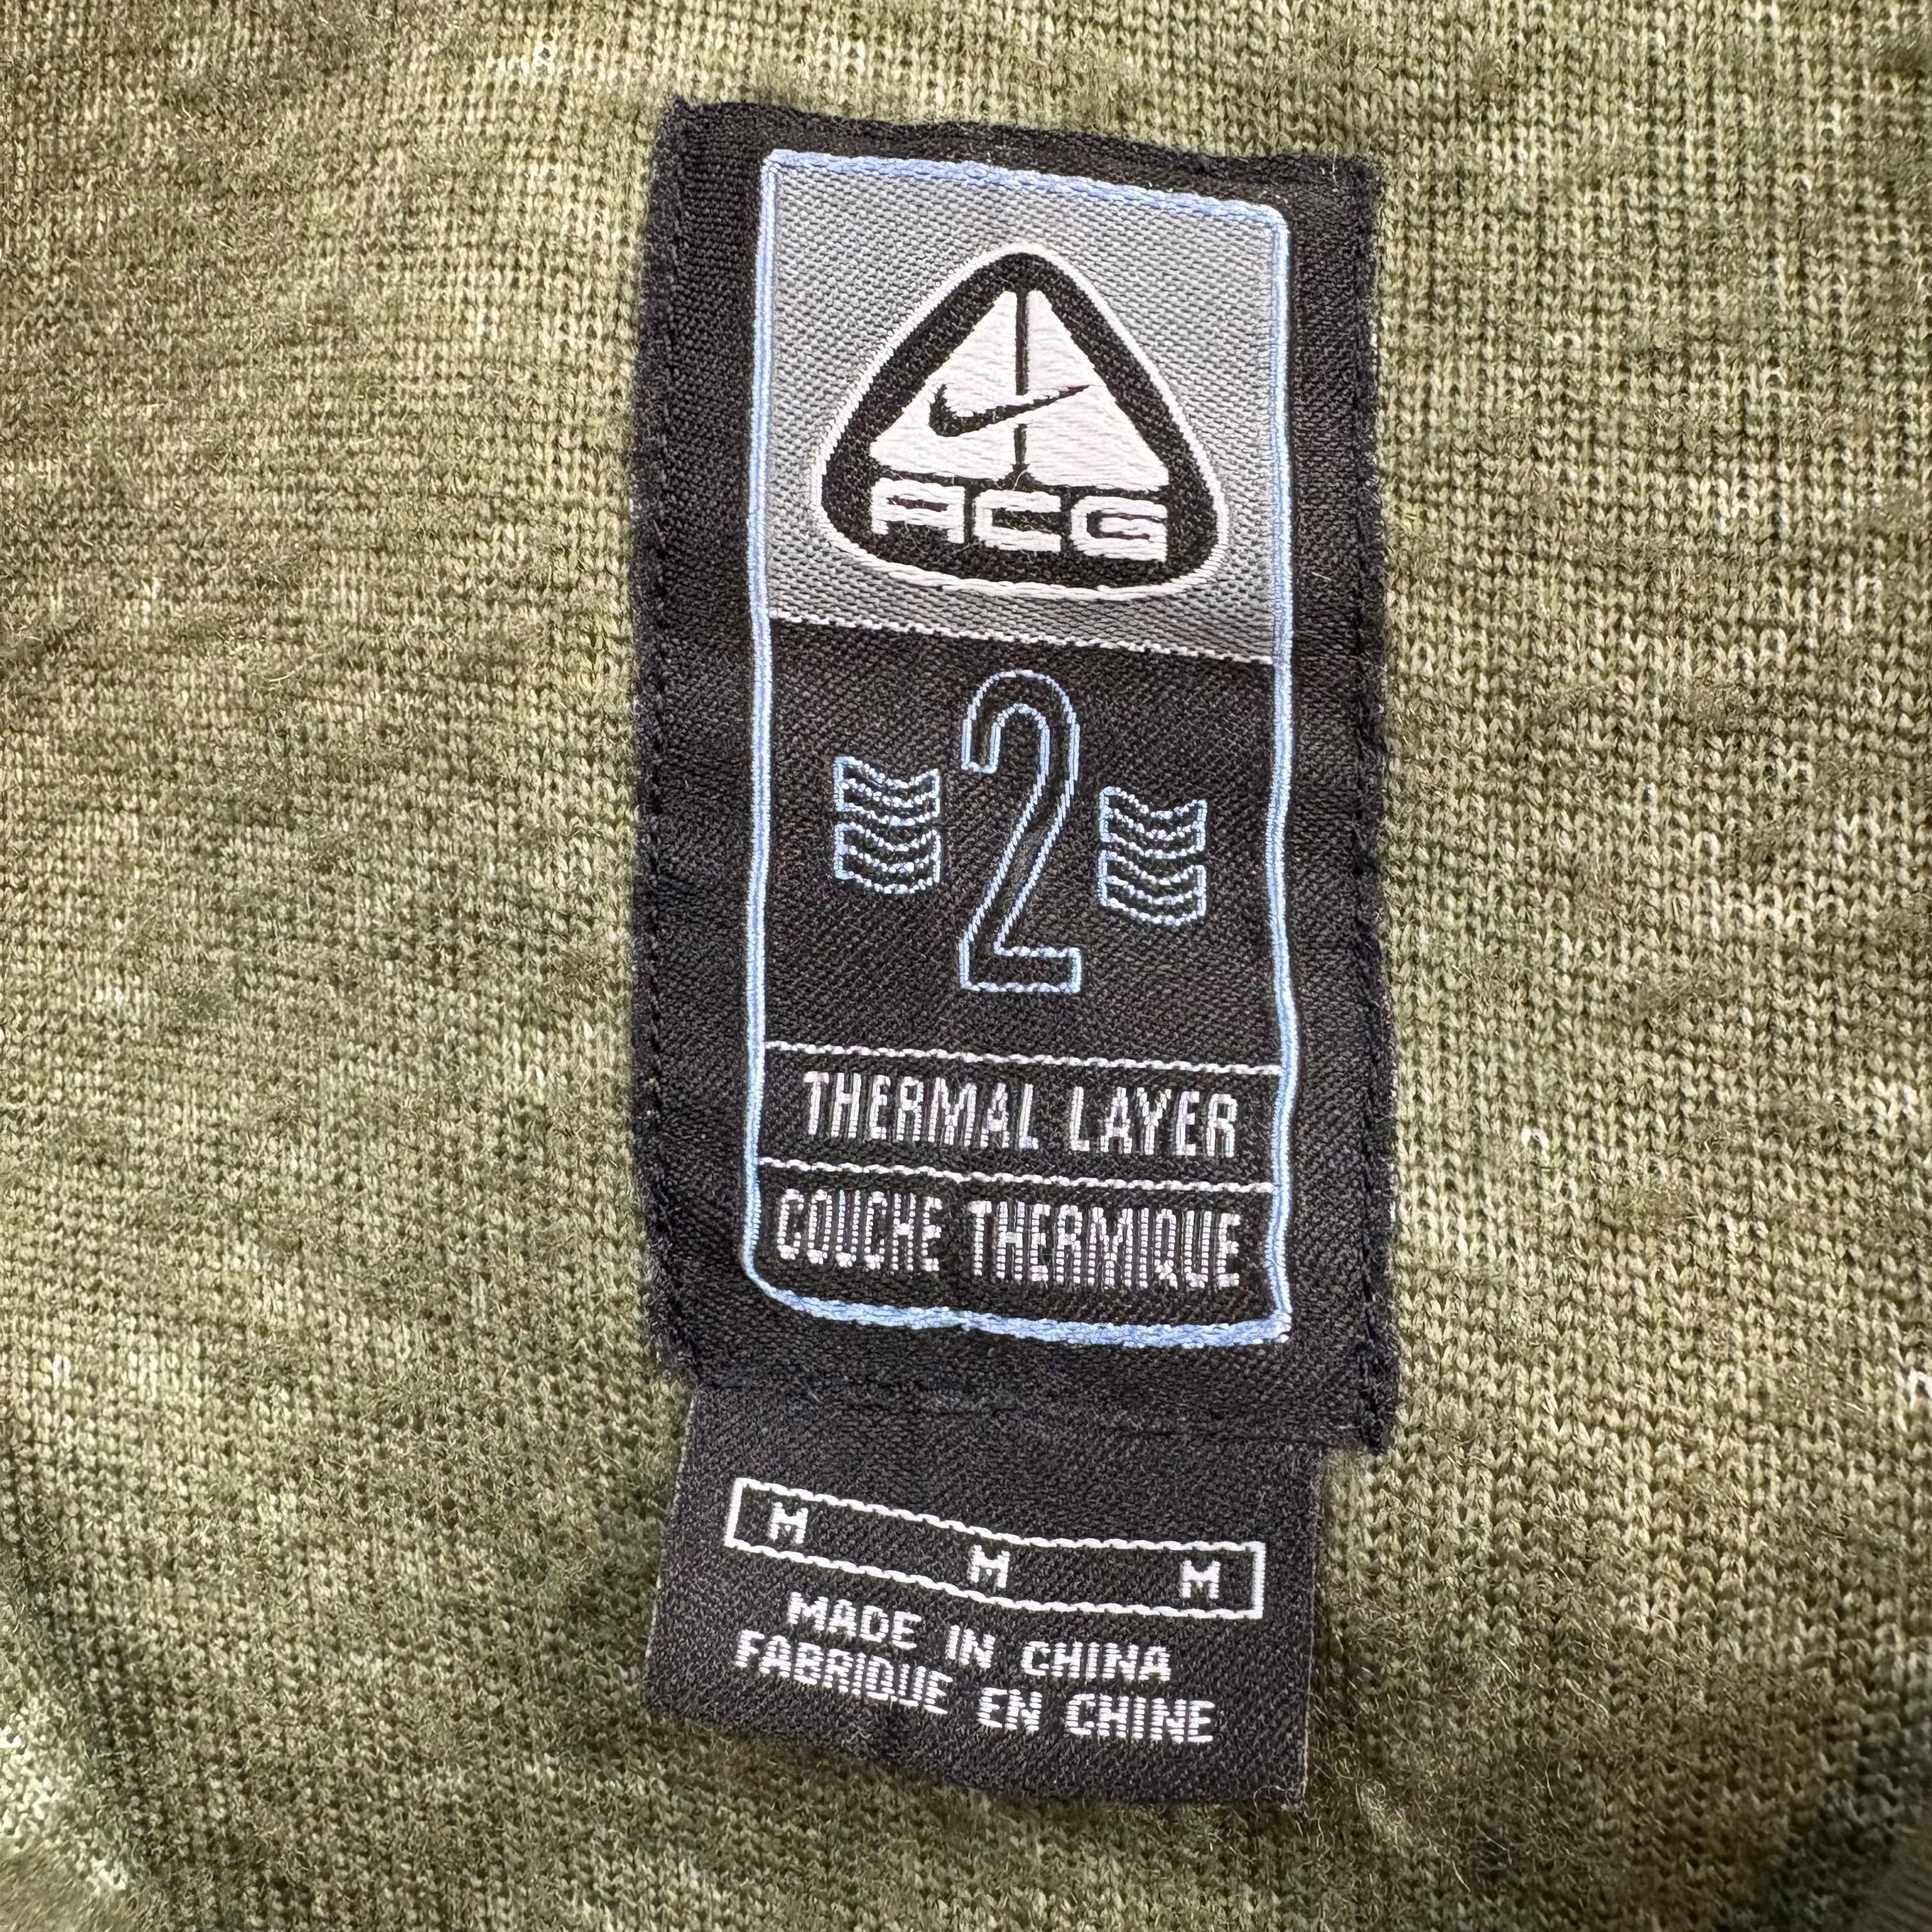 ACG
2
THERMAL LAYER
COUCHE THERMIQUE
M M M
MADE IN CHINA
FABRIQUE EN CHINE